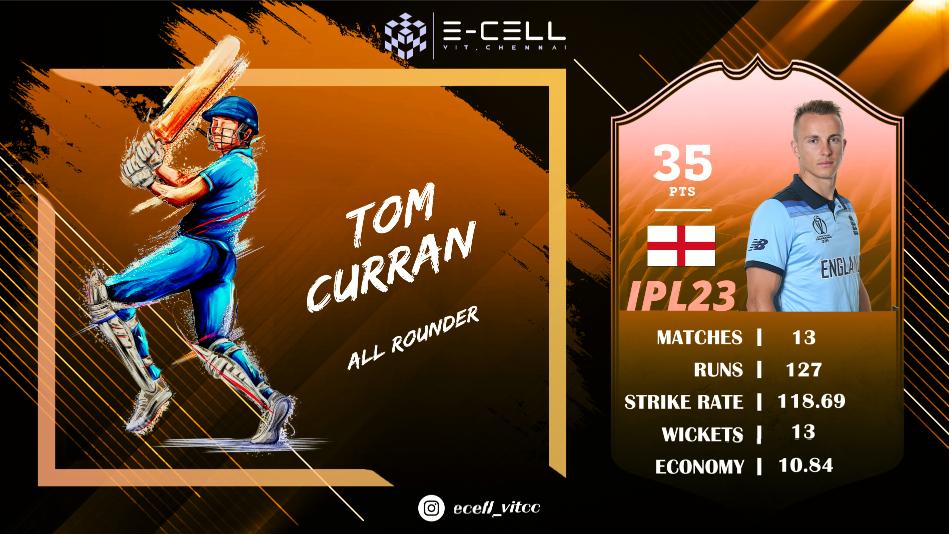 E-CELL
VIT, CHENNAI
TOM
CURRAN
ALL ROUNDER
35
PTS
IPL23
ENGLAN
MATCHES | 13
RUNS | 127
STRIKE RATE | 118.69
WICKETS | 13
ECONOMY | 10.84
ecell_vitcc